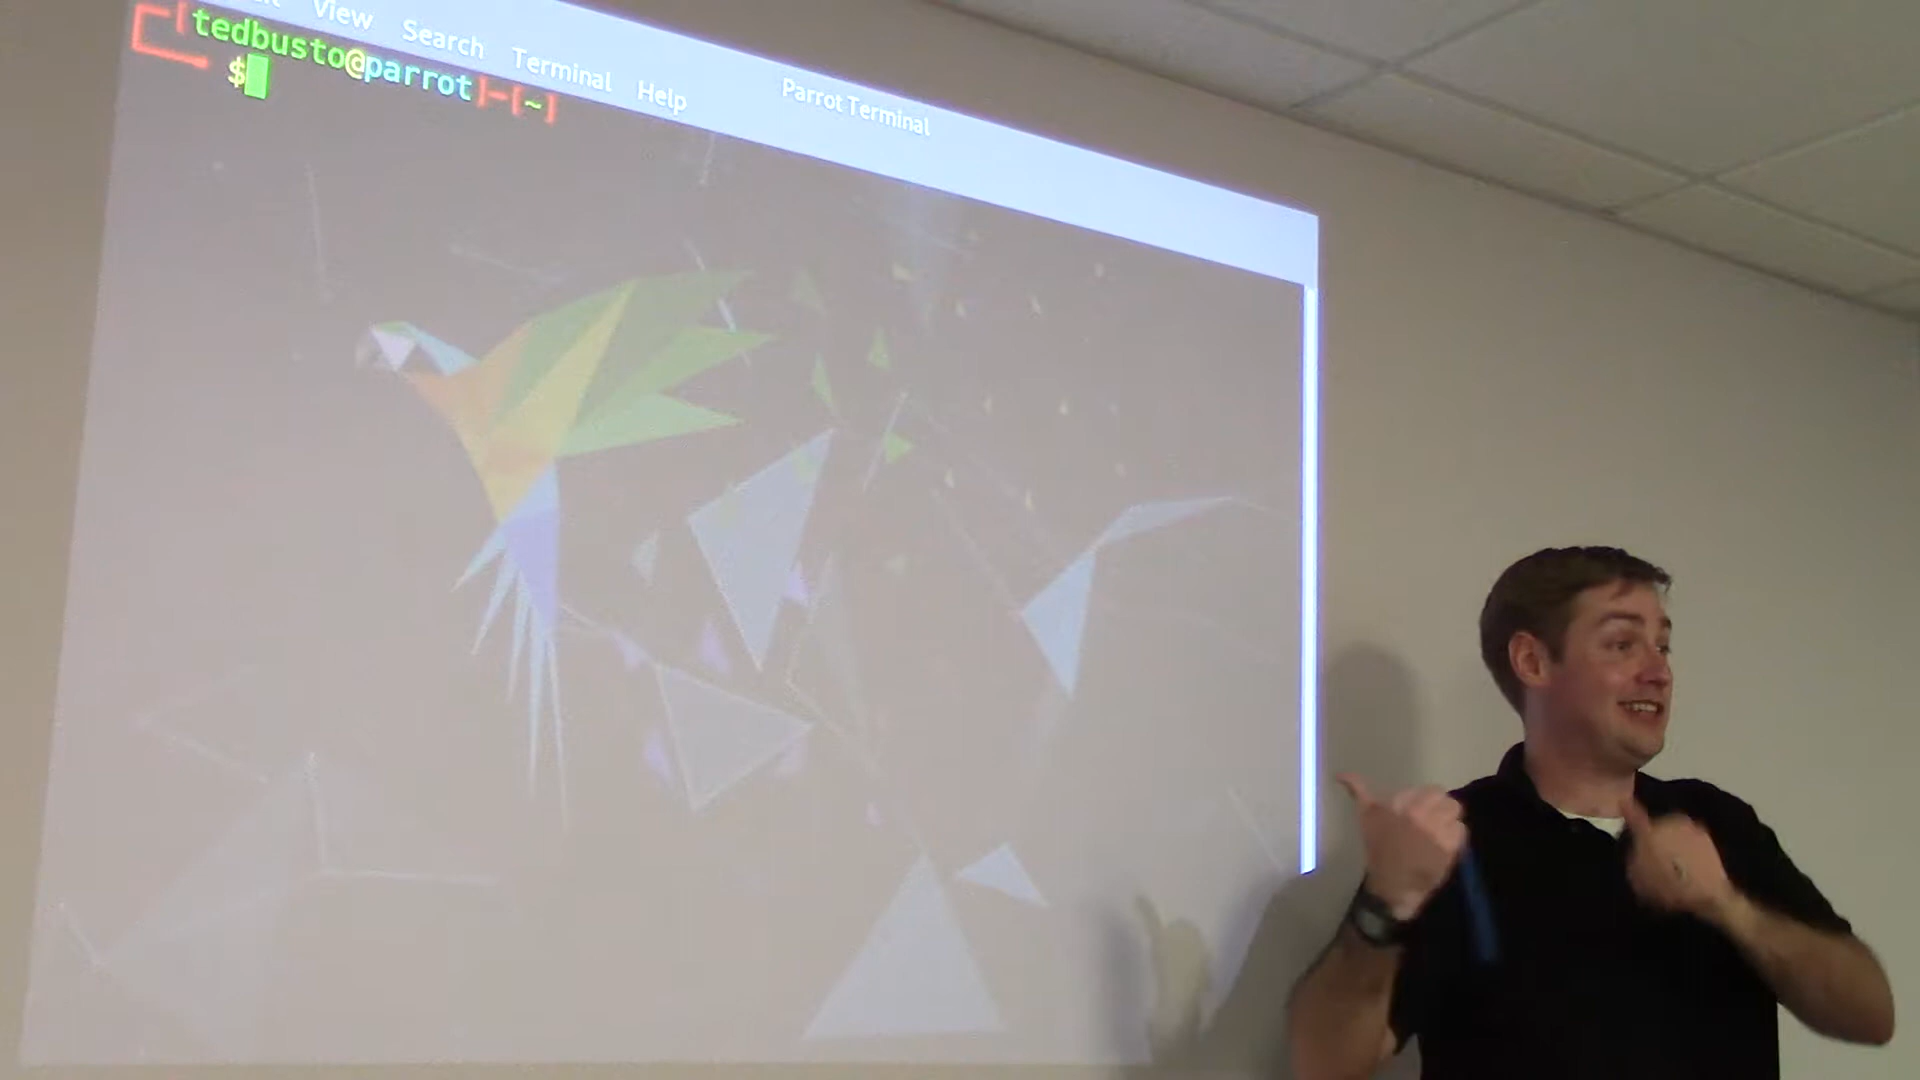 View Search Terminal Help
Parrot Terminal
[tedbusto@parrot]—[~]
$